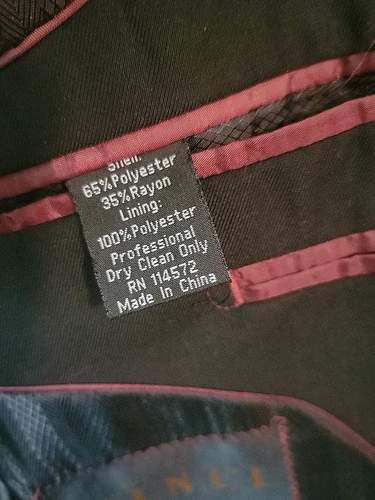 Shell:
65%Polyester
35%Rayon
Lining:
100%Polyester
Professional
Dry Clean Only
RN 114572
Made In China